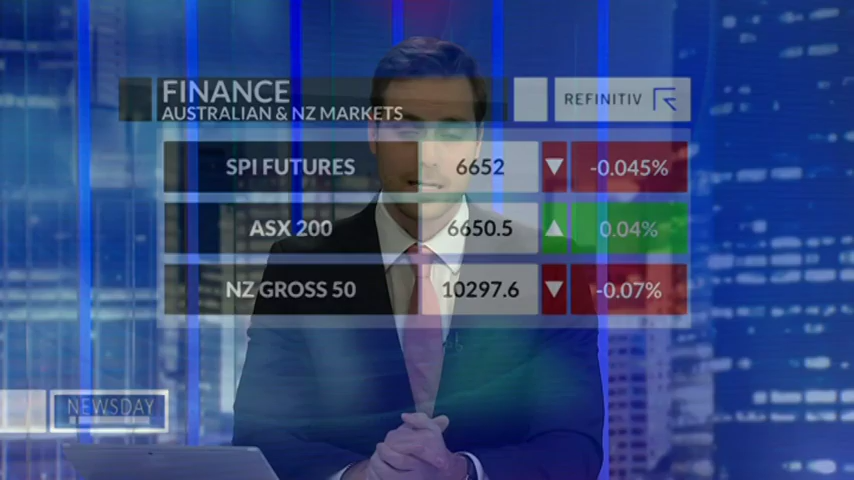 FINANCE
AUSTRALIAN & NZ MARKETS
REFINITIV
SPI FUTURES 6652 ▼ -0.045%
ASX 200 6650.5 ▲ 0.04%
NZ GROSS 50 10297.6 ▼ -0.07%
NEWSDAY